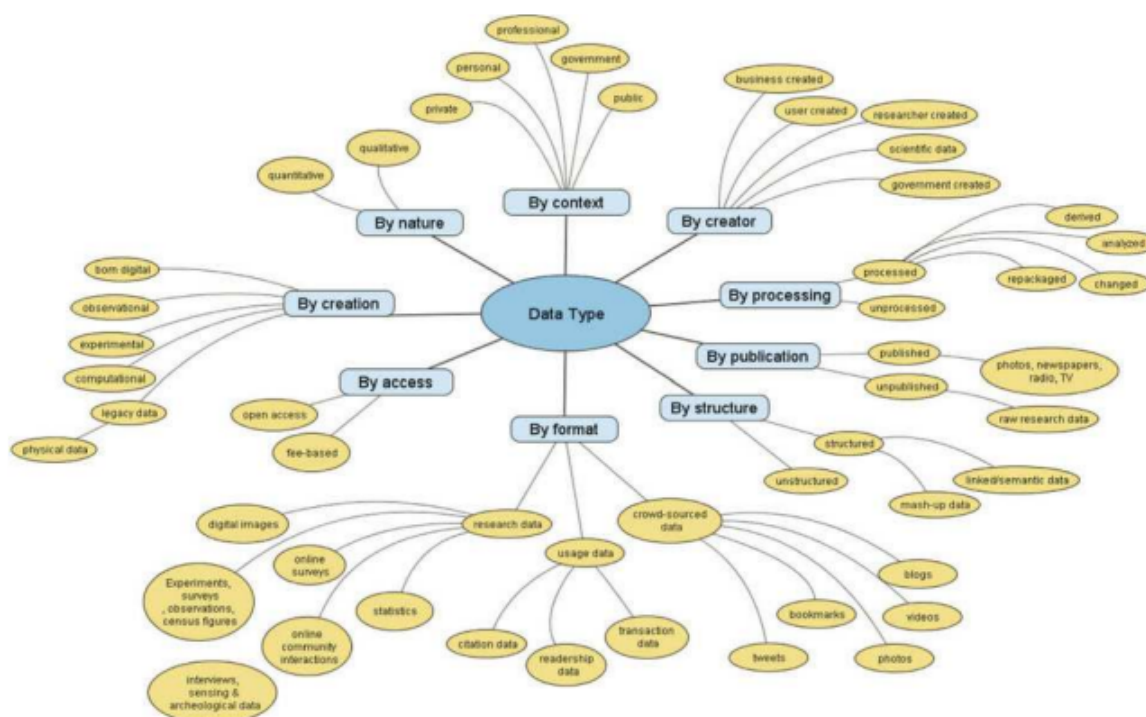 professional
personal
government
private
public
business created
user created
researcher created
scientific data
government created
qualitative
quantitative
By context
By nature
By creator
derived
analyzed
processed
repackaged
changed
born digital
By creation
observational
experimental
computational
legacy data
physical data
Data Type
By processing
unprocessed
By publication
published
photos, newspapers,
radio, TV
unpublished
raw research data
By access
open access
fee-based
By format
By structure
structured
unstructured
linked/semantic data
mash-up data
digital images
research data
crowd-sourced
data
online
surveys
usage data
Experiments,
surveys
, observations,
census figures
statistics
blogs
bookmarks
videos
online
community
interactions
citation data
transaction
data
readership
data
tweets
photos
interviews,
sensing &
archeological data